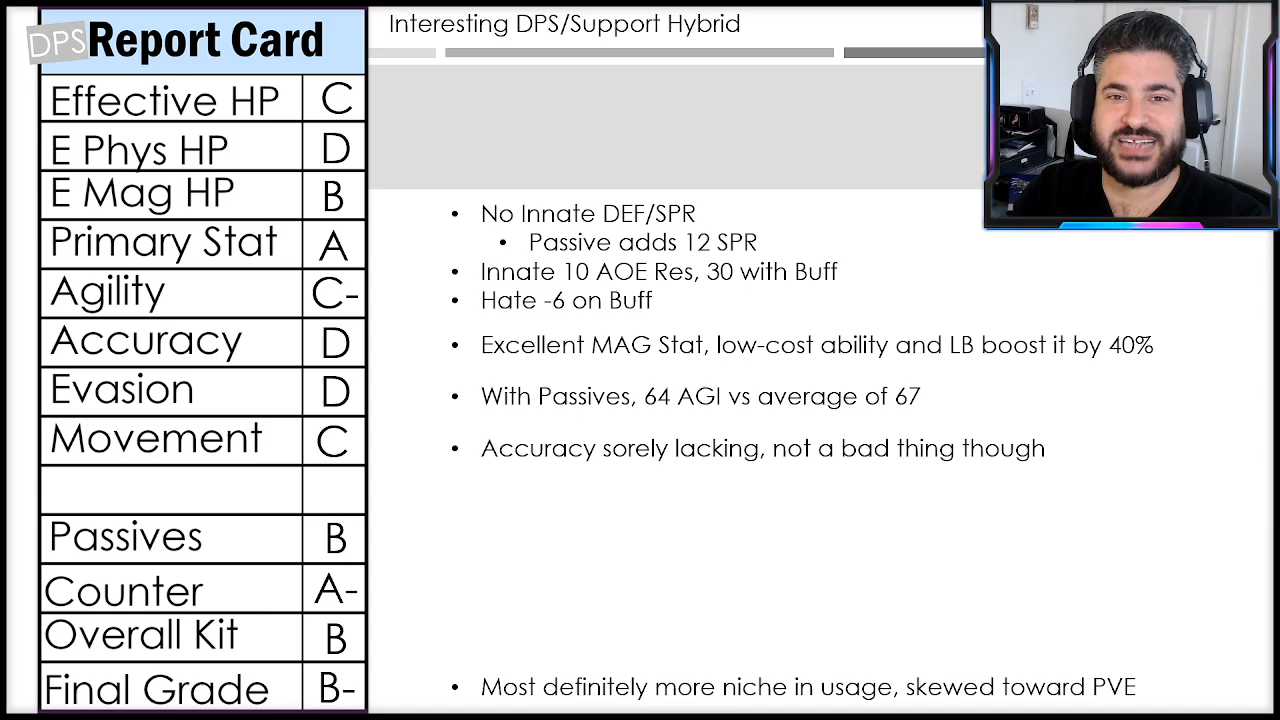 DPS Report Card
Effective HP C
E Phys HP D
E Mag HP B
Primary Stat A
Agility C-
Accuracy D
Evasion D
Movement C
Passives B
Counter A-
Overall Kit B
Final Grade B-
Interesting DPS/Support Hybrid
• No Innate DEF/SPR
• Passive adds 12 SPR
• Innate 10 AOE Res, 30 with Buff
• Hate -6 on Buff
• Excellent MAG Stat, low-cost ability and LB boost it by 40%
• With Passives, 64 AGI vs average of 67
• Accuracy sorely lacking, not a bad thing though
• Most definitely more niche in usage, skewed toward PVE